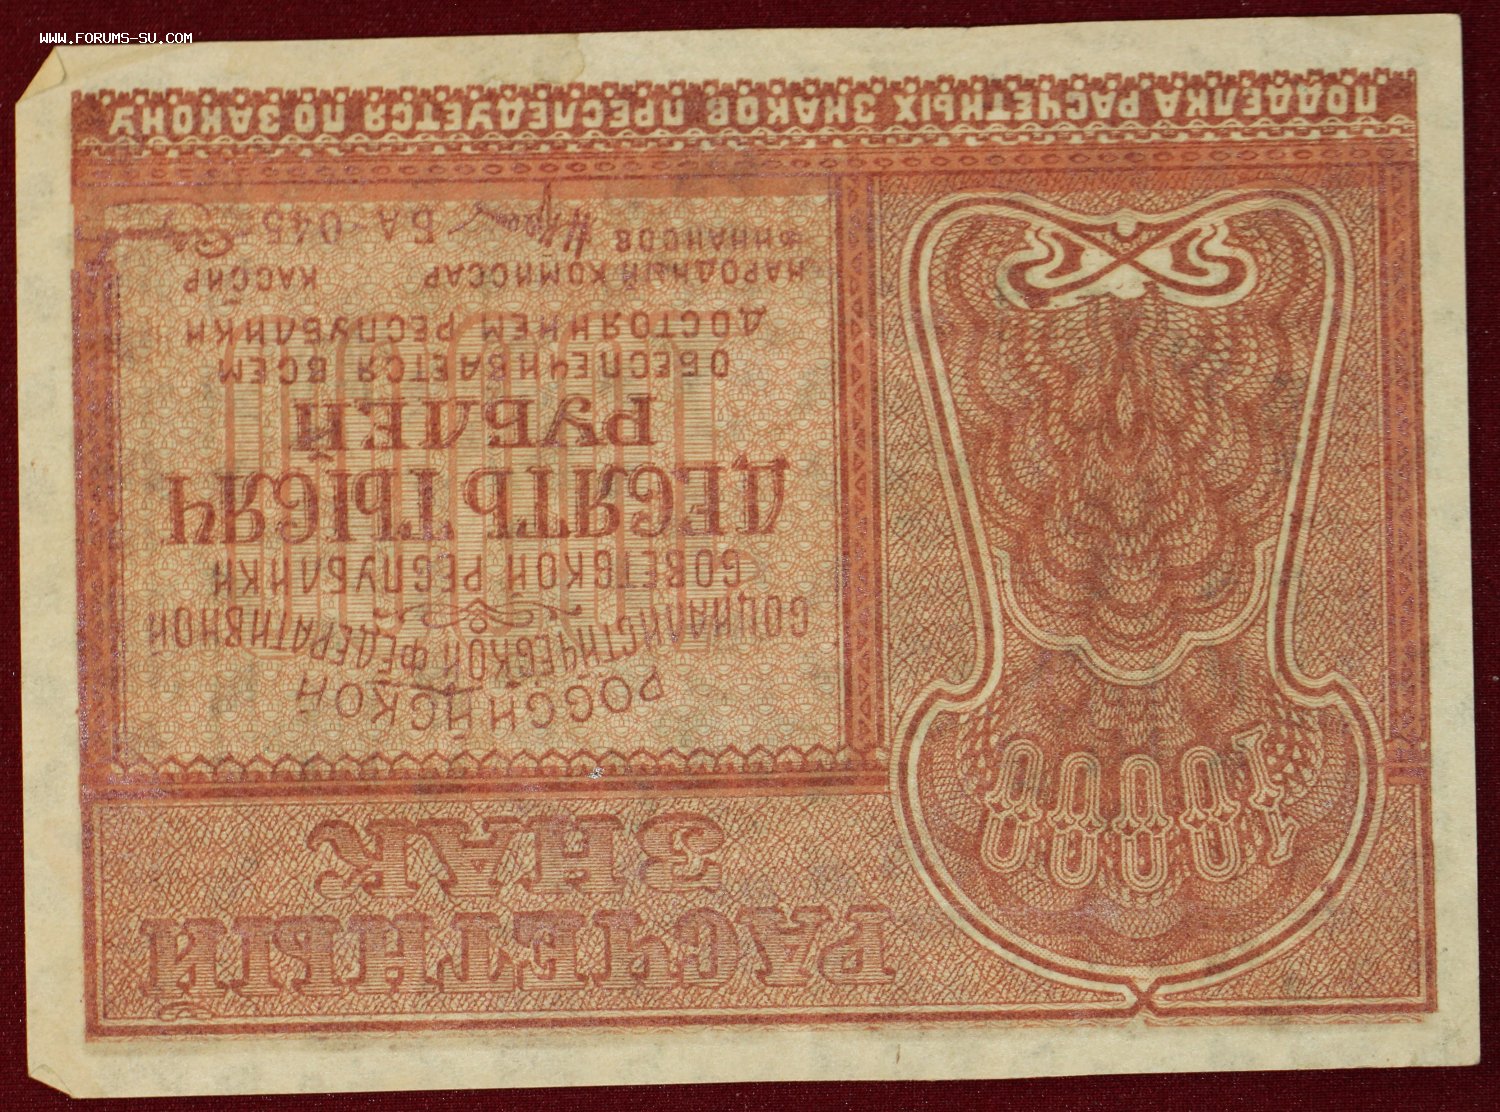 WWW.FORUMS-SU.COM
РАСЧЕТНЫЙ
ЗНАК
10000
РОССИЙСКОЙ
СОЦИАЛИСТИЧЕСКОЙ ФЕДЕРАТИВНОЙ
СОВЕТСКОЙ РЕСПУБЛИКИ
10000
ДЕСЯТЬ ТЫСЯЧ
РУБЛЕЙ
ОБЕСПЕЧИВАЕТСЯ ВСЕМ
ДОСТОЯНИЕМ РЕСПУБЛИКИ
НАРОДНЫЙ КОМИССАР КАССИР
ФИНАНСОВ
БА-045
ПОДДЕЛКА РАСЧЕТНЫХ ЗНАКОВ ПРЕСЛЕДУЕТСЯ ПО ЗАКОНУ